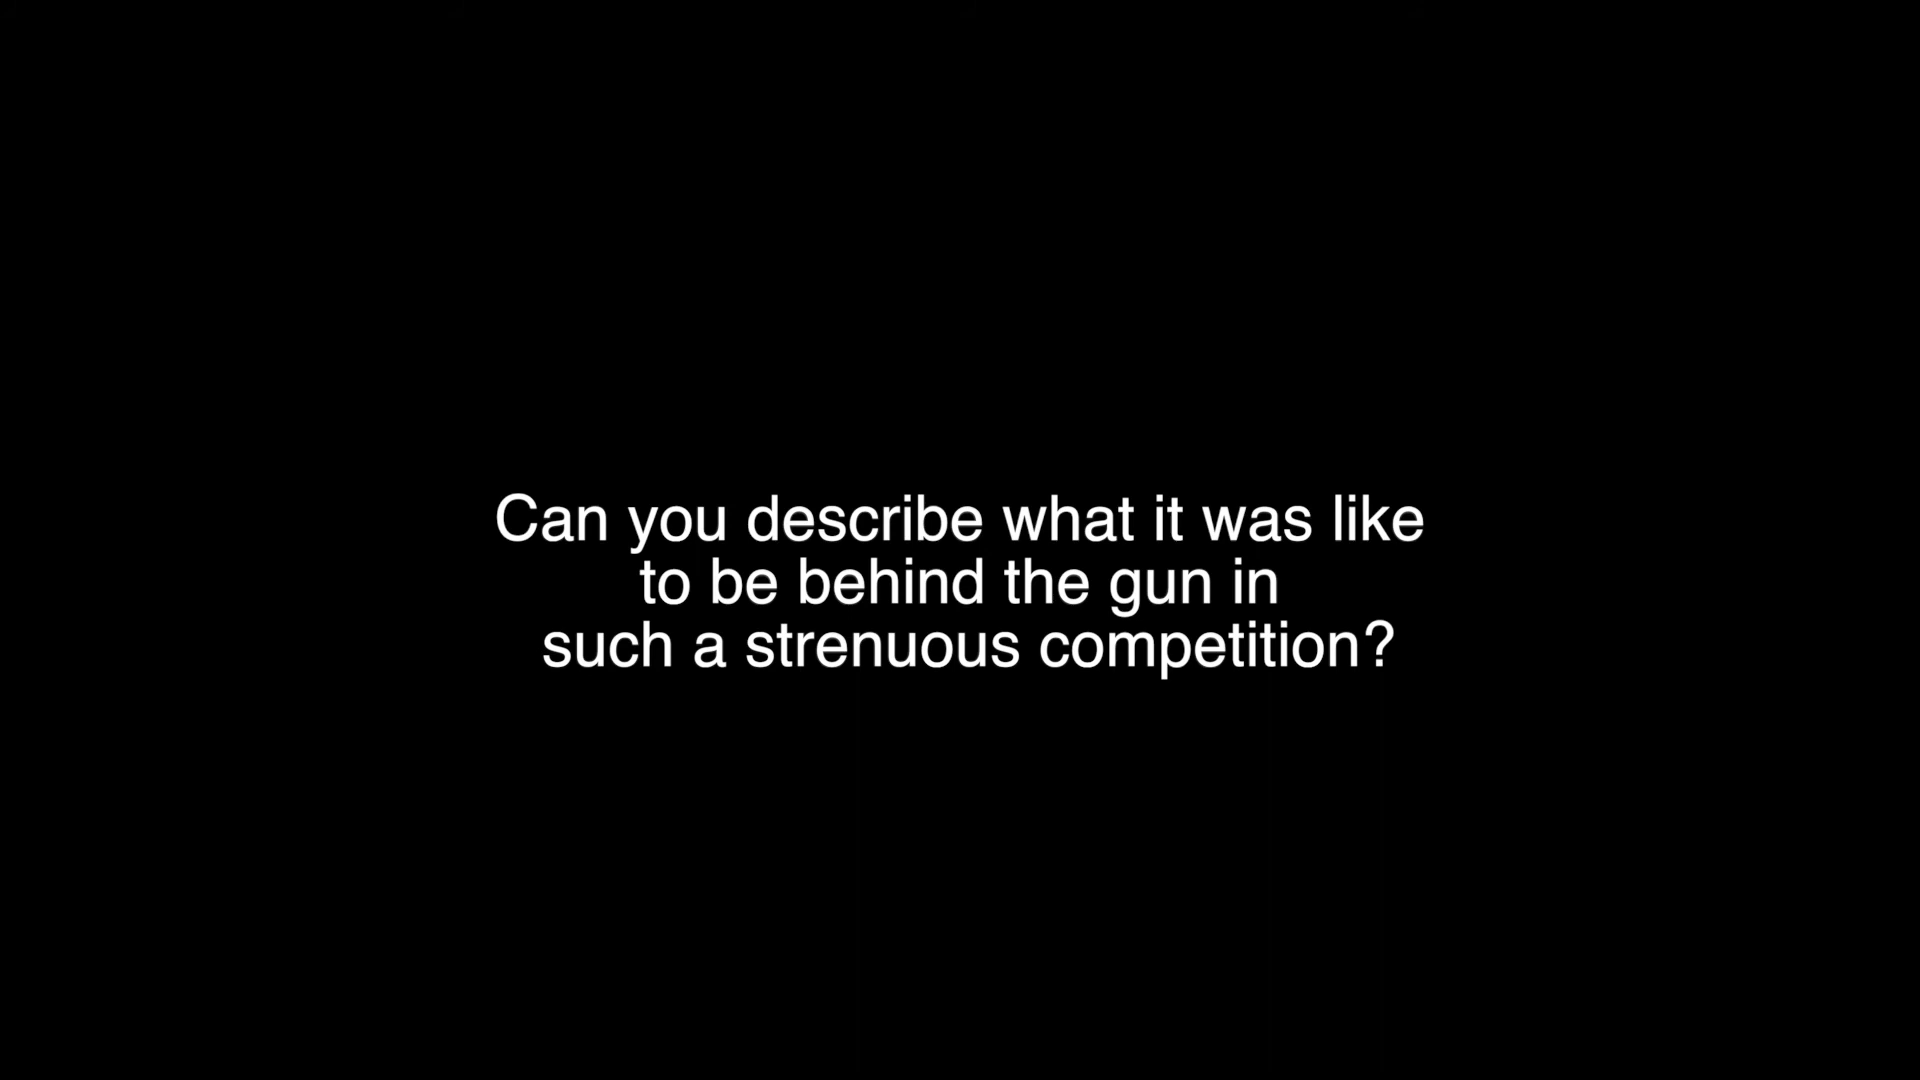 Can you describe what it was like
to be behind the gun in
such a strenuous competition?